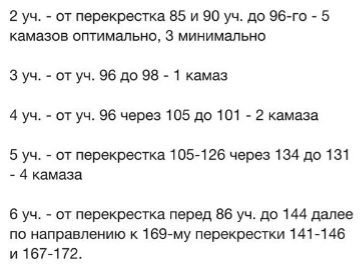 2 уч. - от перекрестка 85 и 90 уч. до 96-го - 5
камазов оптимально, 3 минимально
3 уч. - от уч. 96 до 98 - 1 камаз
4 уч. - от уч. 96 через 105 до 101 - 2 камаза
5 уч. - от перекрестка 105-126 через 134 до 131
- 4 камаза
6 уч. - от перекрестка перед 86 уч. до 144 далее
по направлению к 169-му перекрестки 141-146
и 167-172.